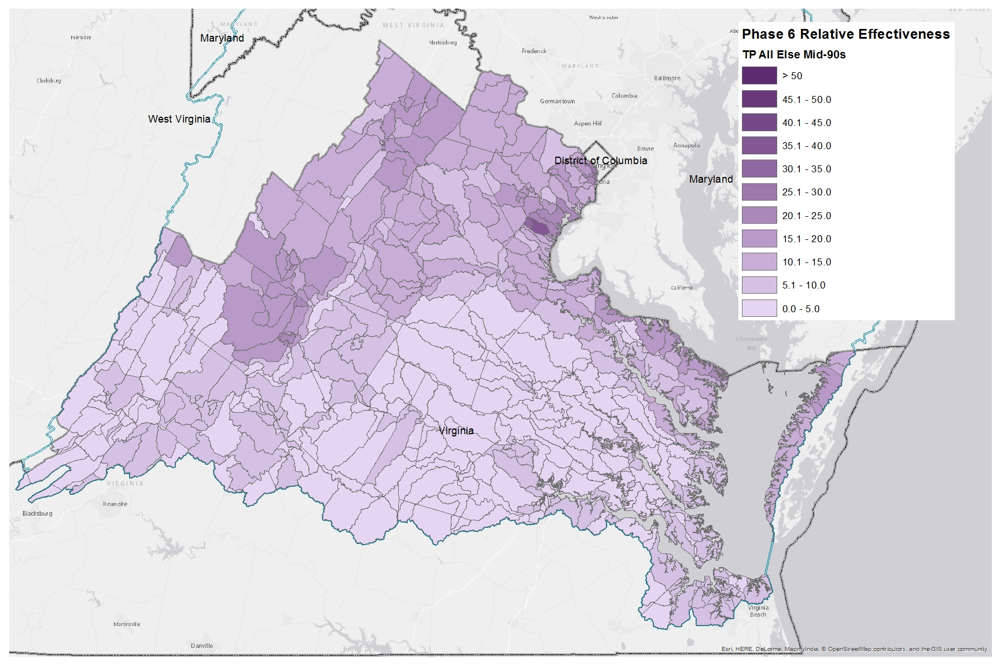 NEW JERSEY
Westminster
MARYLAND
WEST VIRGINIA
Maryland
Fairmont
Martinsburg
Phase 6 Relative Effectiveness
TP All Else Mid-90s
> 50
45.1 - 50.0
40.1 - 45.0
35.1 - 40.0
30.1 - 35.0
25.1 - 30.0
20.1 - 25.0
15.1 - 20.0
10.1 - 15.0
5.1 - 10.0
0.0 - 5.0
Frederick
MARYLAND
Baltimore
Clarksburg
Columbia
Germantown
West Virginia
Aspen Hill
Annapolis
Bowie
District of Columbia
Maryland
California
Chesapeake
Bay
Virginia
VIRGINIA
Roanoke
Blacksburg
Virginia
Beach
Martinsville
Danville
Esri, HERE, DeLorme, MapmyIndia, © OpenStreetMap contributors, and the GIS user community